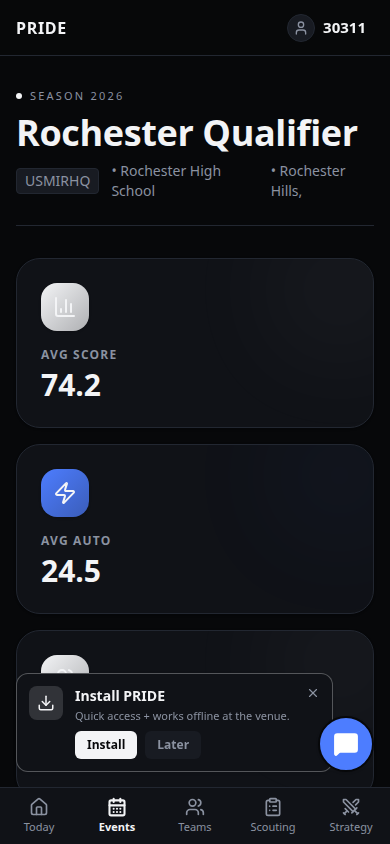 PRIDE
30311
SEASON 2026
Rochester Qualifier
USMIRHQ
• Rochester High School
• Rochester Hills,
AVG SCORE
74.2
AVG AUTO
24.5
Install PRIDE
Quick access + works offline at the venue.
Install
Later
Today
Events
Teams
Scouting
Strategy